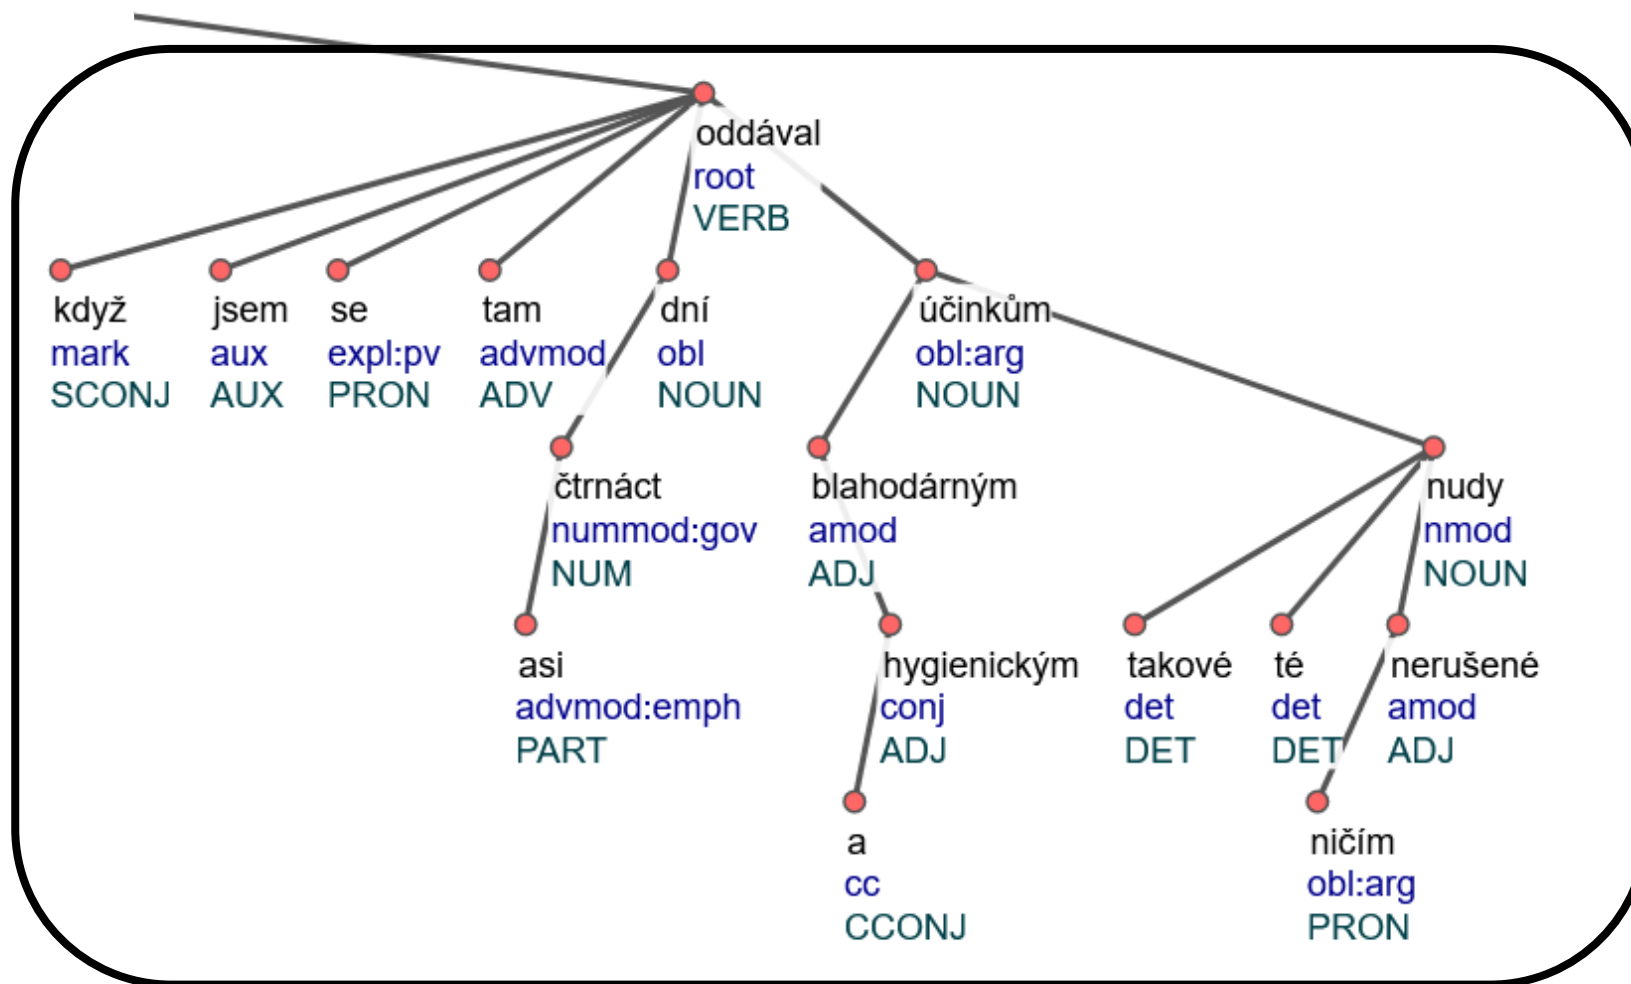 oddával
root
VERB
když jsem se tam dní účinkům
mark aux expl:pv advmod obl obl:arg
SCONJ AUX PRON ADV NOUN NOUN
čtrnáct blahodárným nudy
nummod:gov amod nmod
NUM ADJ NOUN
asi hygienickým takové té nerušené
advmod:emph conj det det amod
PART ADJ DET DET ADJ
a ničím
cc obl:arg
CCONJ PRON